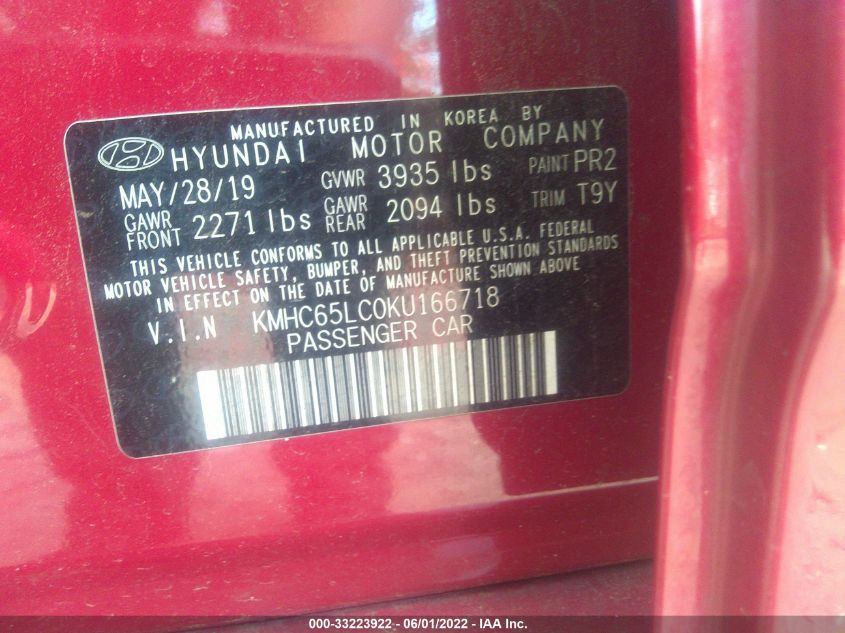 MANUFACTURED IN KOREA BY
HYUNDAI MOTOR COMPANY
MAY/28/19 GVWR 3935 lbs PAINT PR2
GAWR FRONT 2271 lbs GAWR REAR 2094 lbs TRIM T9Y
THIS VEHICLE CONFORMS TO ALL APPLICABLE U.S.A. FEDERAL
MOTOR VEHICLE SAFETY, BUMPER, AND THEFT PREVENTION STANDARDS
IN EFFECT ON THE DATE OF MANUFACTURE SHOWN ABOVE
V.I.N KMHC65LC0KU166718
PASSENGER CAR
000-33223922 - 06/01/2022 - IAA Inc.